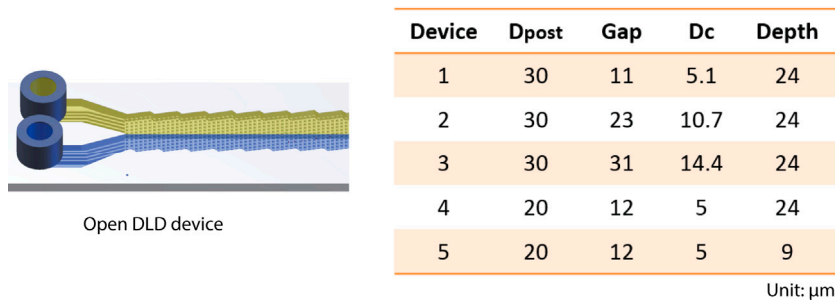 Open DLD device
Device Dpost Gap Dc Depth
1 30 11 5.1 24
2 30 23 10.7 24
3 30 31 14.4 24
4 20 12 5 24
5 20 12 5 9
Unit: μm